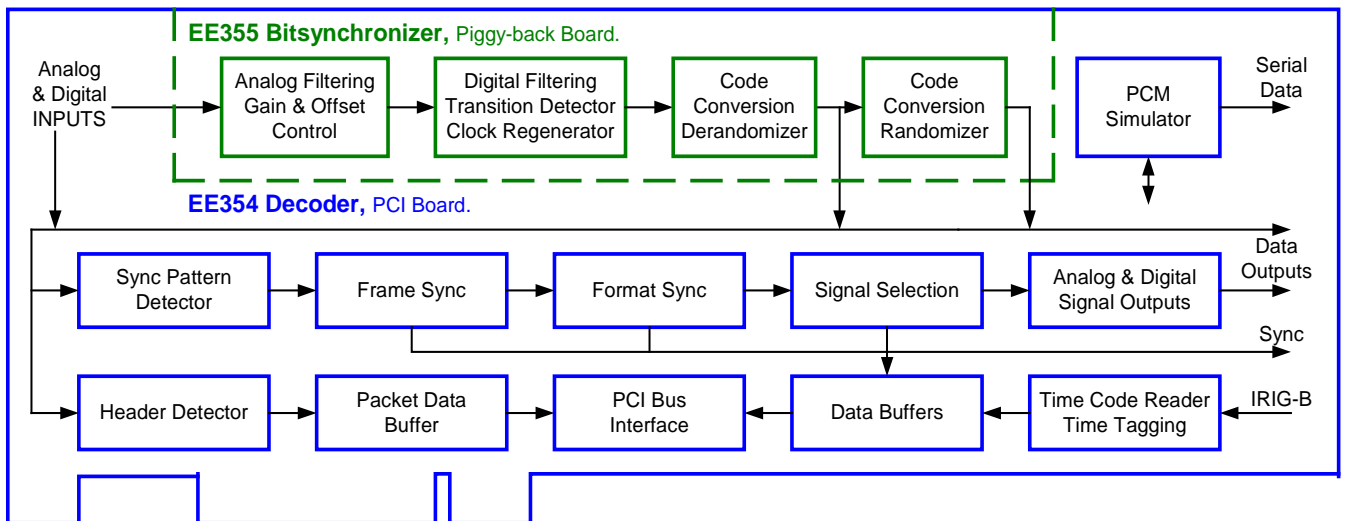 EE355 Bitsynchronizer, Piggy-back Board.
Analog
& Digital
INPUTS
Analog Filtering
Gain & Offset
Control
Digital Filtering
Transition Detector
Clock Regenerator
Code
Conversion
Derandomizer
Code
Conversion
Randomizer
PCM
Simulator
Serial
Data
EE354 Decoder, PCI Board.
Sync Pattern
Detector
Frame Sync
Format Sync
Signal Selection
Analog & Digital
Signal Outputs
Data
Outputs
Sync
Header Detector
Packet Data
Buffer
PCI Bus
Interface
Data Buffers
Time Code Reader
Time Tagging
IRIG-B